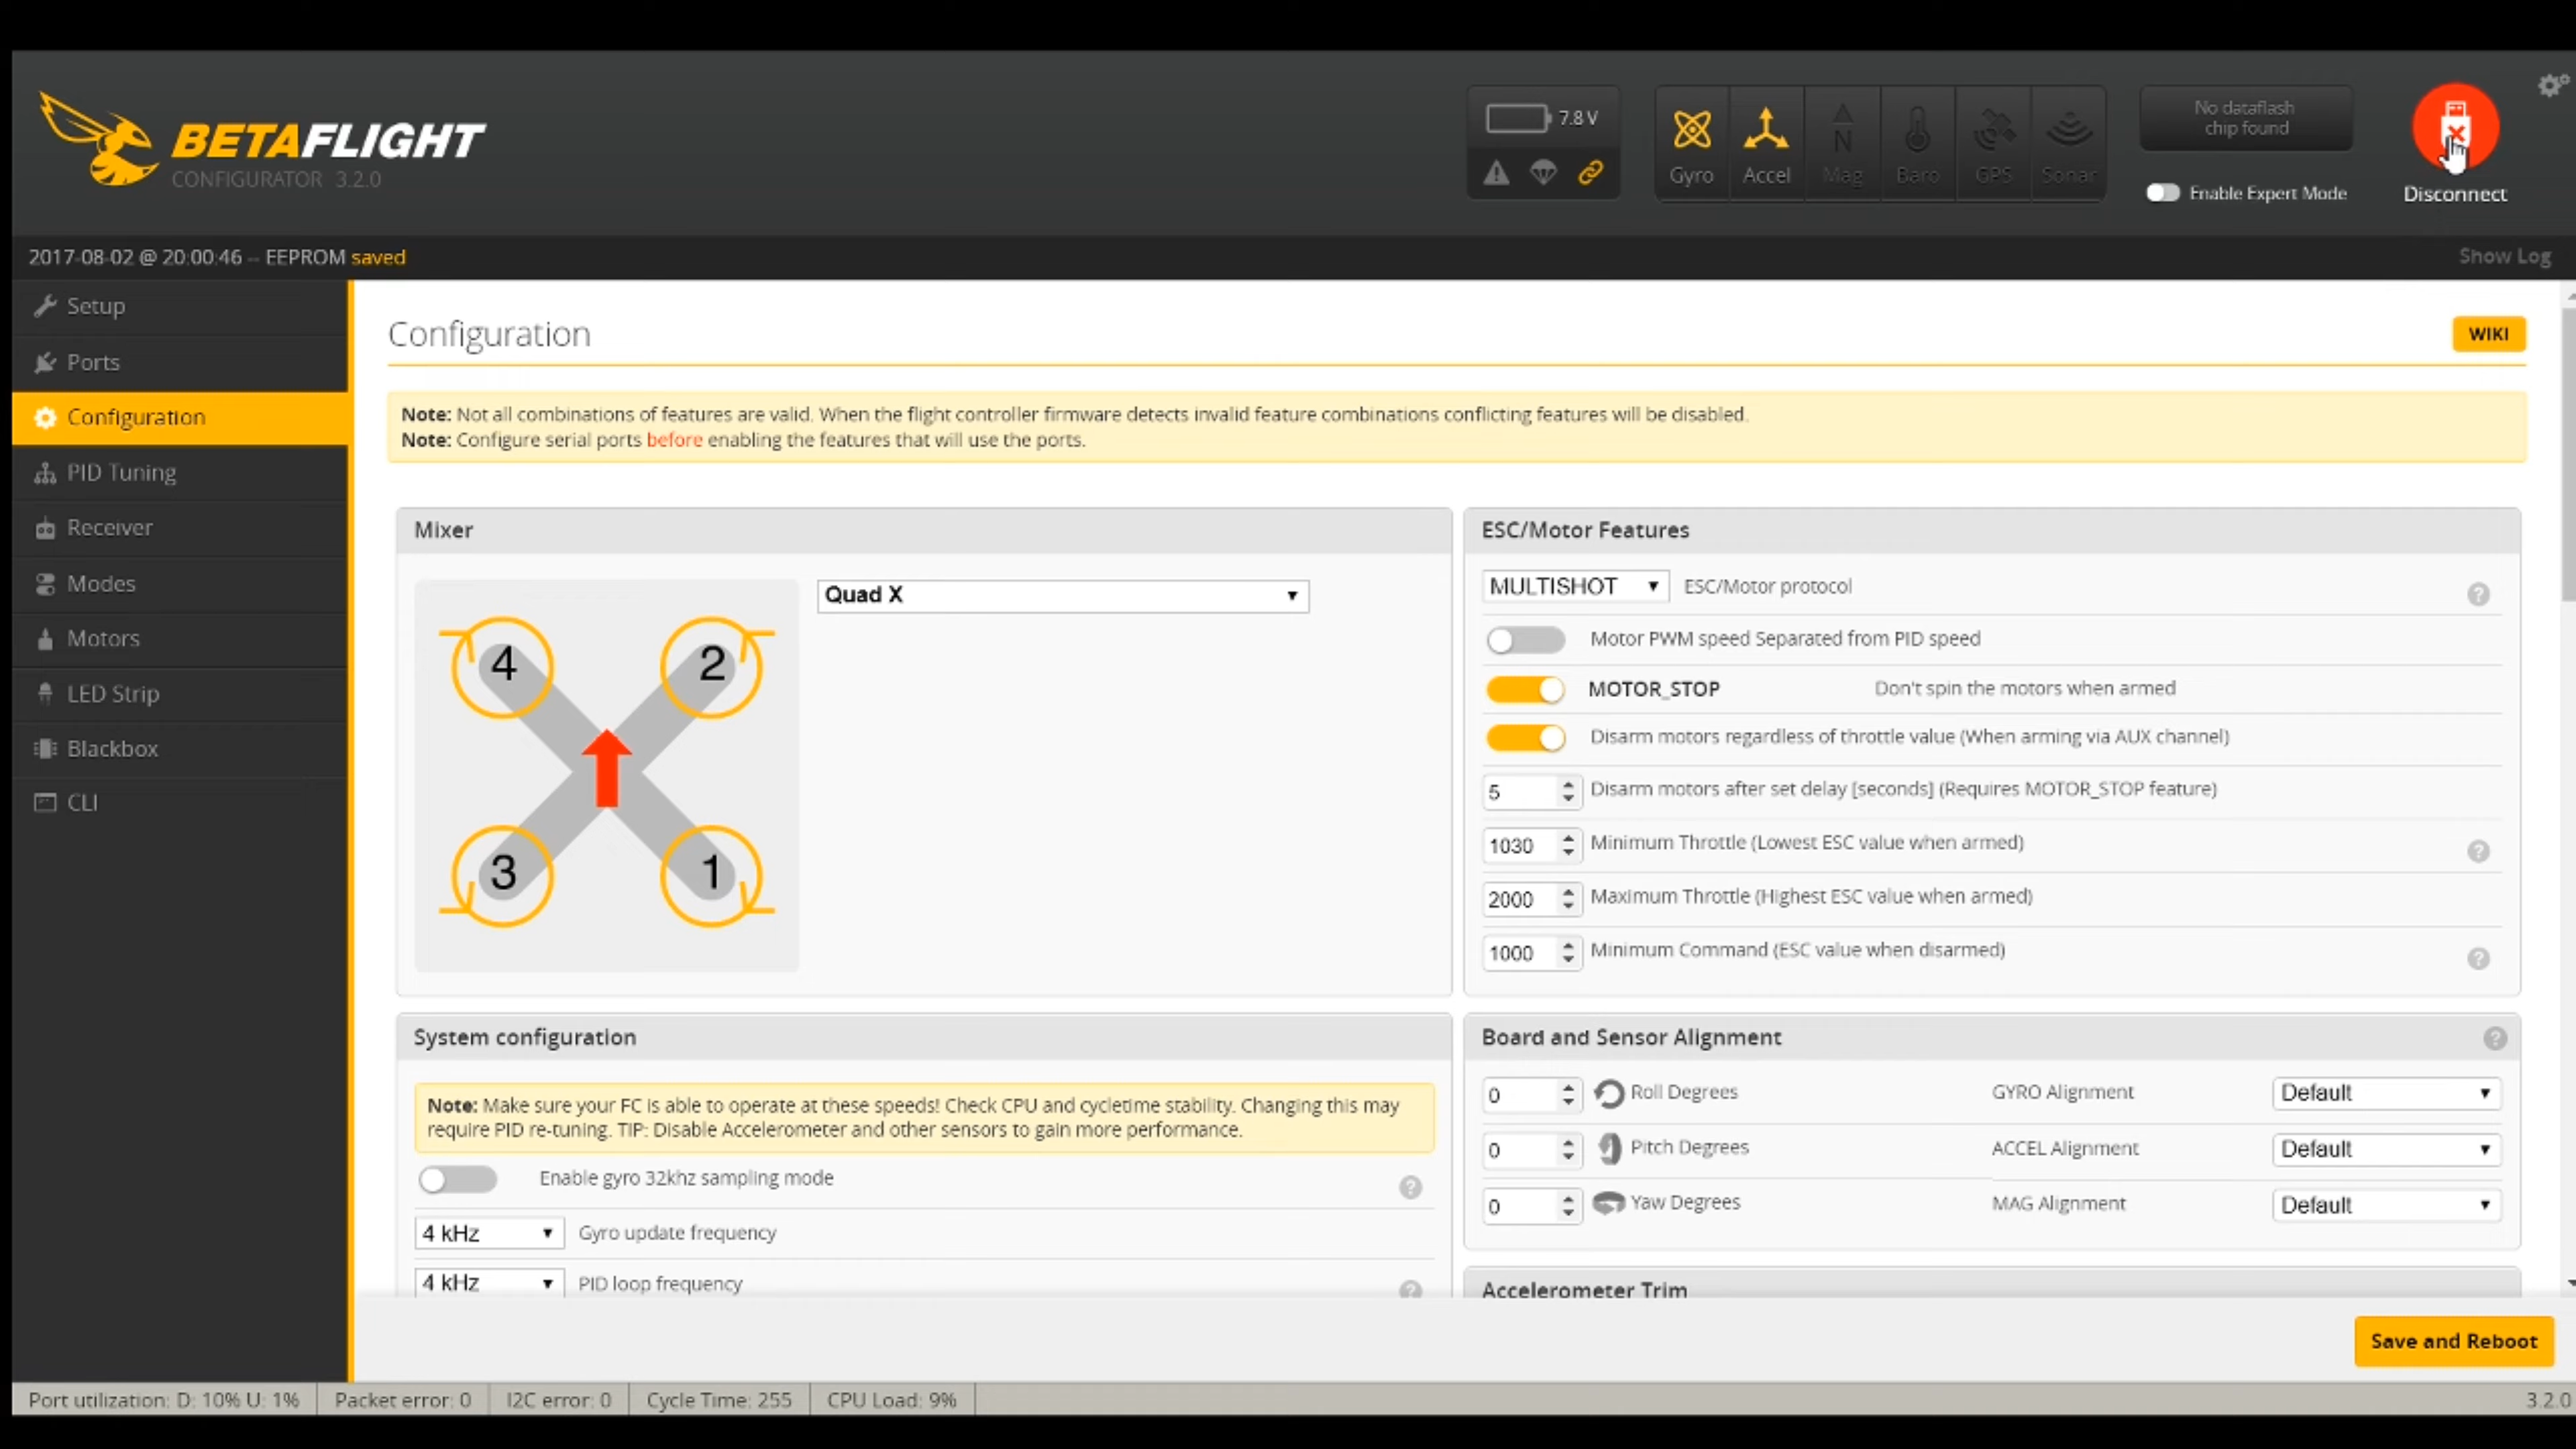 BETAFLIGHT
CONFIGURATOR 3.2.0
7.8 V
Gyro
Accel
Mag
Baro
GPS
Sonar
No dataflash
chip found
Enable Expert Mode
Disconnect
2017-08-02 @ 20:00:46 -- EEPROM saved
Show Log
Setup
Ports
Configuration
PID Tuning
Receiver
Modes
Motors
LED Strip
Blackbox
CLI
Configuration
WIKI
Note: Not all combinations of features are valid. When the flight controller firmware detects invalid feature combinations conflicting features will be disabled.
Note: Configure serial ports before enabling the features that will use the ports.
Mixer
Quad X
4
2
3
1
ESC/Motor Features
MULTISHOT ESC/Motor protocol
Motor PWM speed Separated from PID speed
MOTOR_STOP Don't spin the motors when armed
Disarm motors regardless of throttle value (When arming via AUX channel)
5 Disarm motors after set delay [seconds] (Requires MOTOR_STOP feature)
1030 Minimum Throttle (Lowest ESC value when armed)
2000 Maximum Throttle (Highest ESC value when armed)
1000 Minimum Command (ESC value when disarmed)
System configuration
Note: Make sure your FC is able to operate at these speeds! Check CPU and cycletime stability. Changing this may
require PID re-tuning. TIP: Disable Accelerometer and other sensors to gain more performance.
Enable gyro 32khz sampling mode
4 kHz Gyro update frequency
4 kHz PID loop frequency
Board and Sensor Alignment
0 Roll Degrees GYRO Alignment Default
0 Pitch Degrees ACCEL Alignment Default
0 Yaw Degrees MAG Alignment Default
Accelerometer Trim
Save and Reboot
Port utilization: D: 10% U: 1% Packet error: 0 I2C error: 0 Cycle Time: 255 CPU Load: 9% 3.2.0